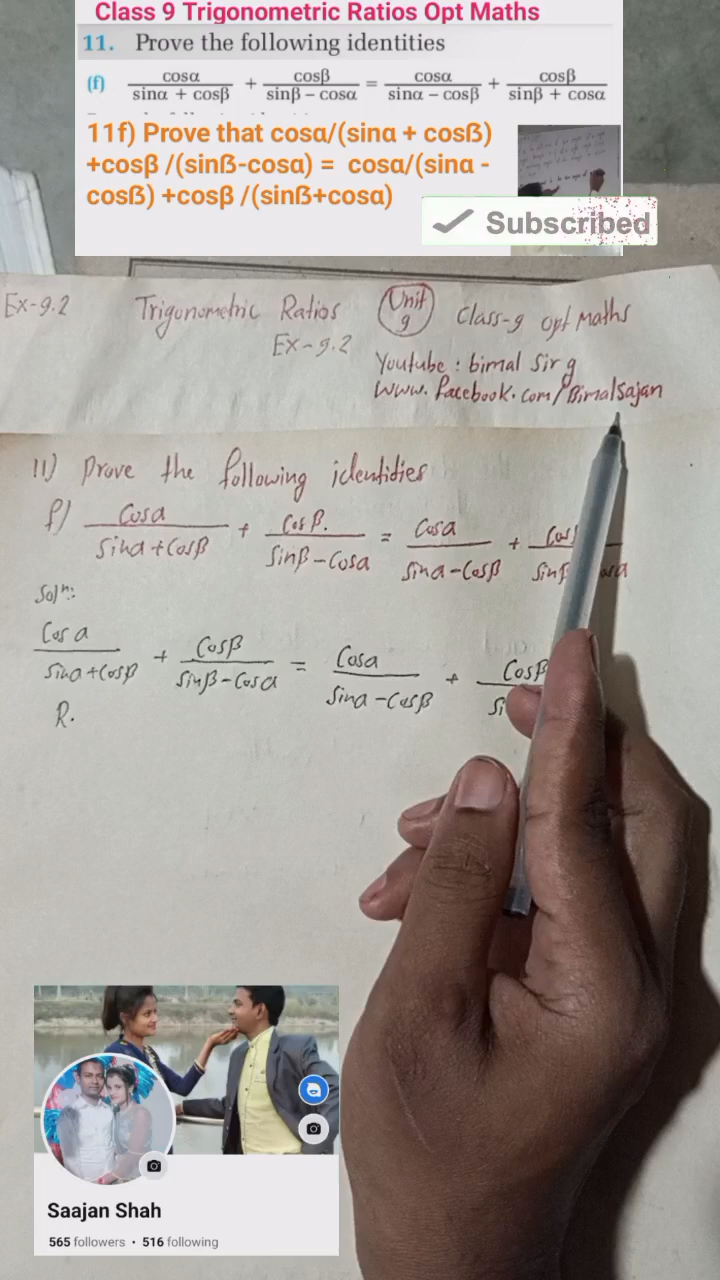 Class 9 Trigonometric Ratios Opt Maths
11. Prove the following identities
(f) cosα/(sinα + cosβ) + cosβ/(sinβ – cosα) = cosα/(sinα – cosβ) + cosβ/(sinβ + cosα)
11f) Prove that cosα/(sinα + cosß)
+cosβ /(sinß-cosα) = cosα/(sinα -
cosß) +cosβ /(sinß+cosα)
Subscribed
Ex-9.2 Trigonometric Ratios Unit 9 Class-9 opt Maths
Ex-9.2
Youtube : bimal Sir g
Www.facebook.com/Bimalsajan
11) Prove the following identities
f) Cosα/(Sinα+Cosβ) + Cosβ./(Sinβ-Cosα) = Cosα/(Sinα-Cosβ) +
Solⁿ:
Cosα/(Sinα+Cosβ) + Cosβ/(Sinβ-Cosα) = Cosα/(Sinα-Cosβ) + Cosβ
R.
Saajan Shah
565 followers • 516 following